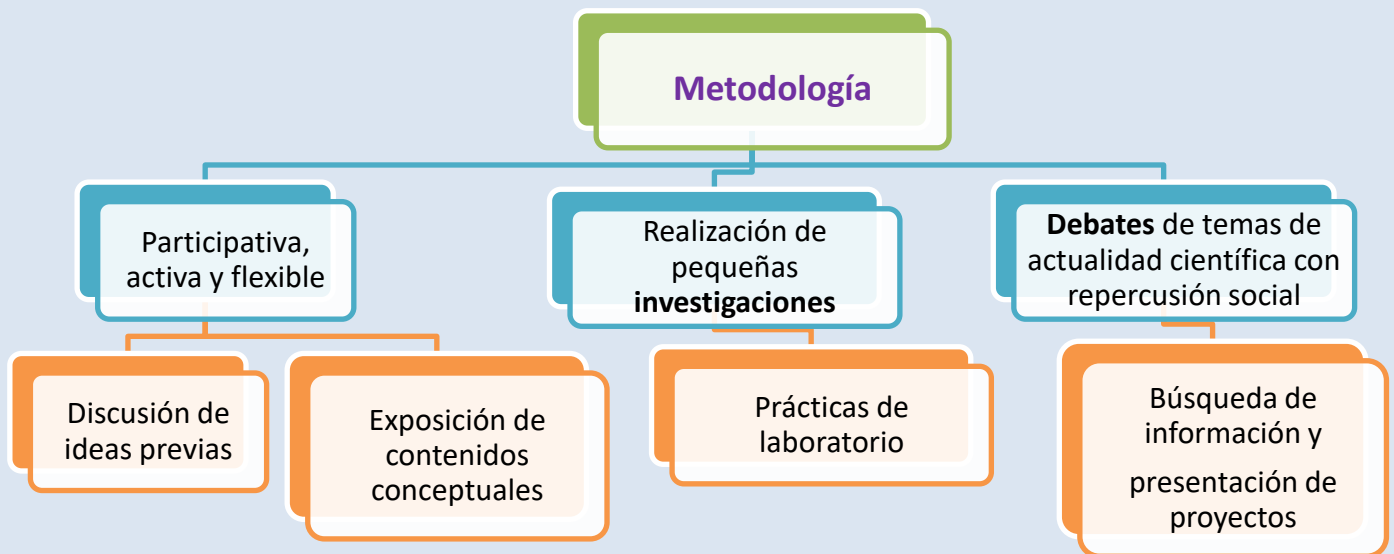 Metodología
Participativa,
activa y flexible
Realización de
pequeñas
investigaciones
Debates de temas de
actualidad científica con
repercusión social
Discusión de
ideas previas
Exposición de
contenidos
conceptuales
Prácticas de
laboratorio
Búsqueda de
información y
presentación de
proyectos